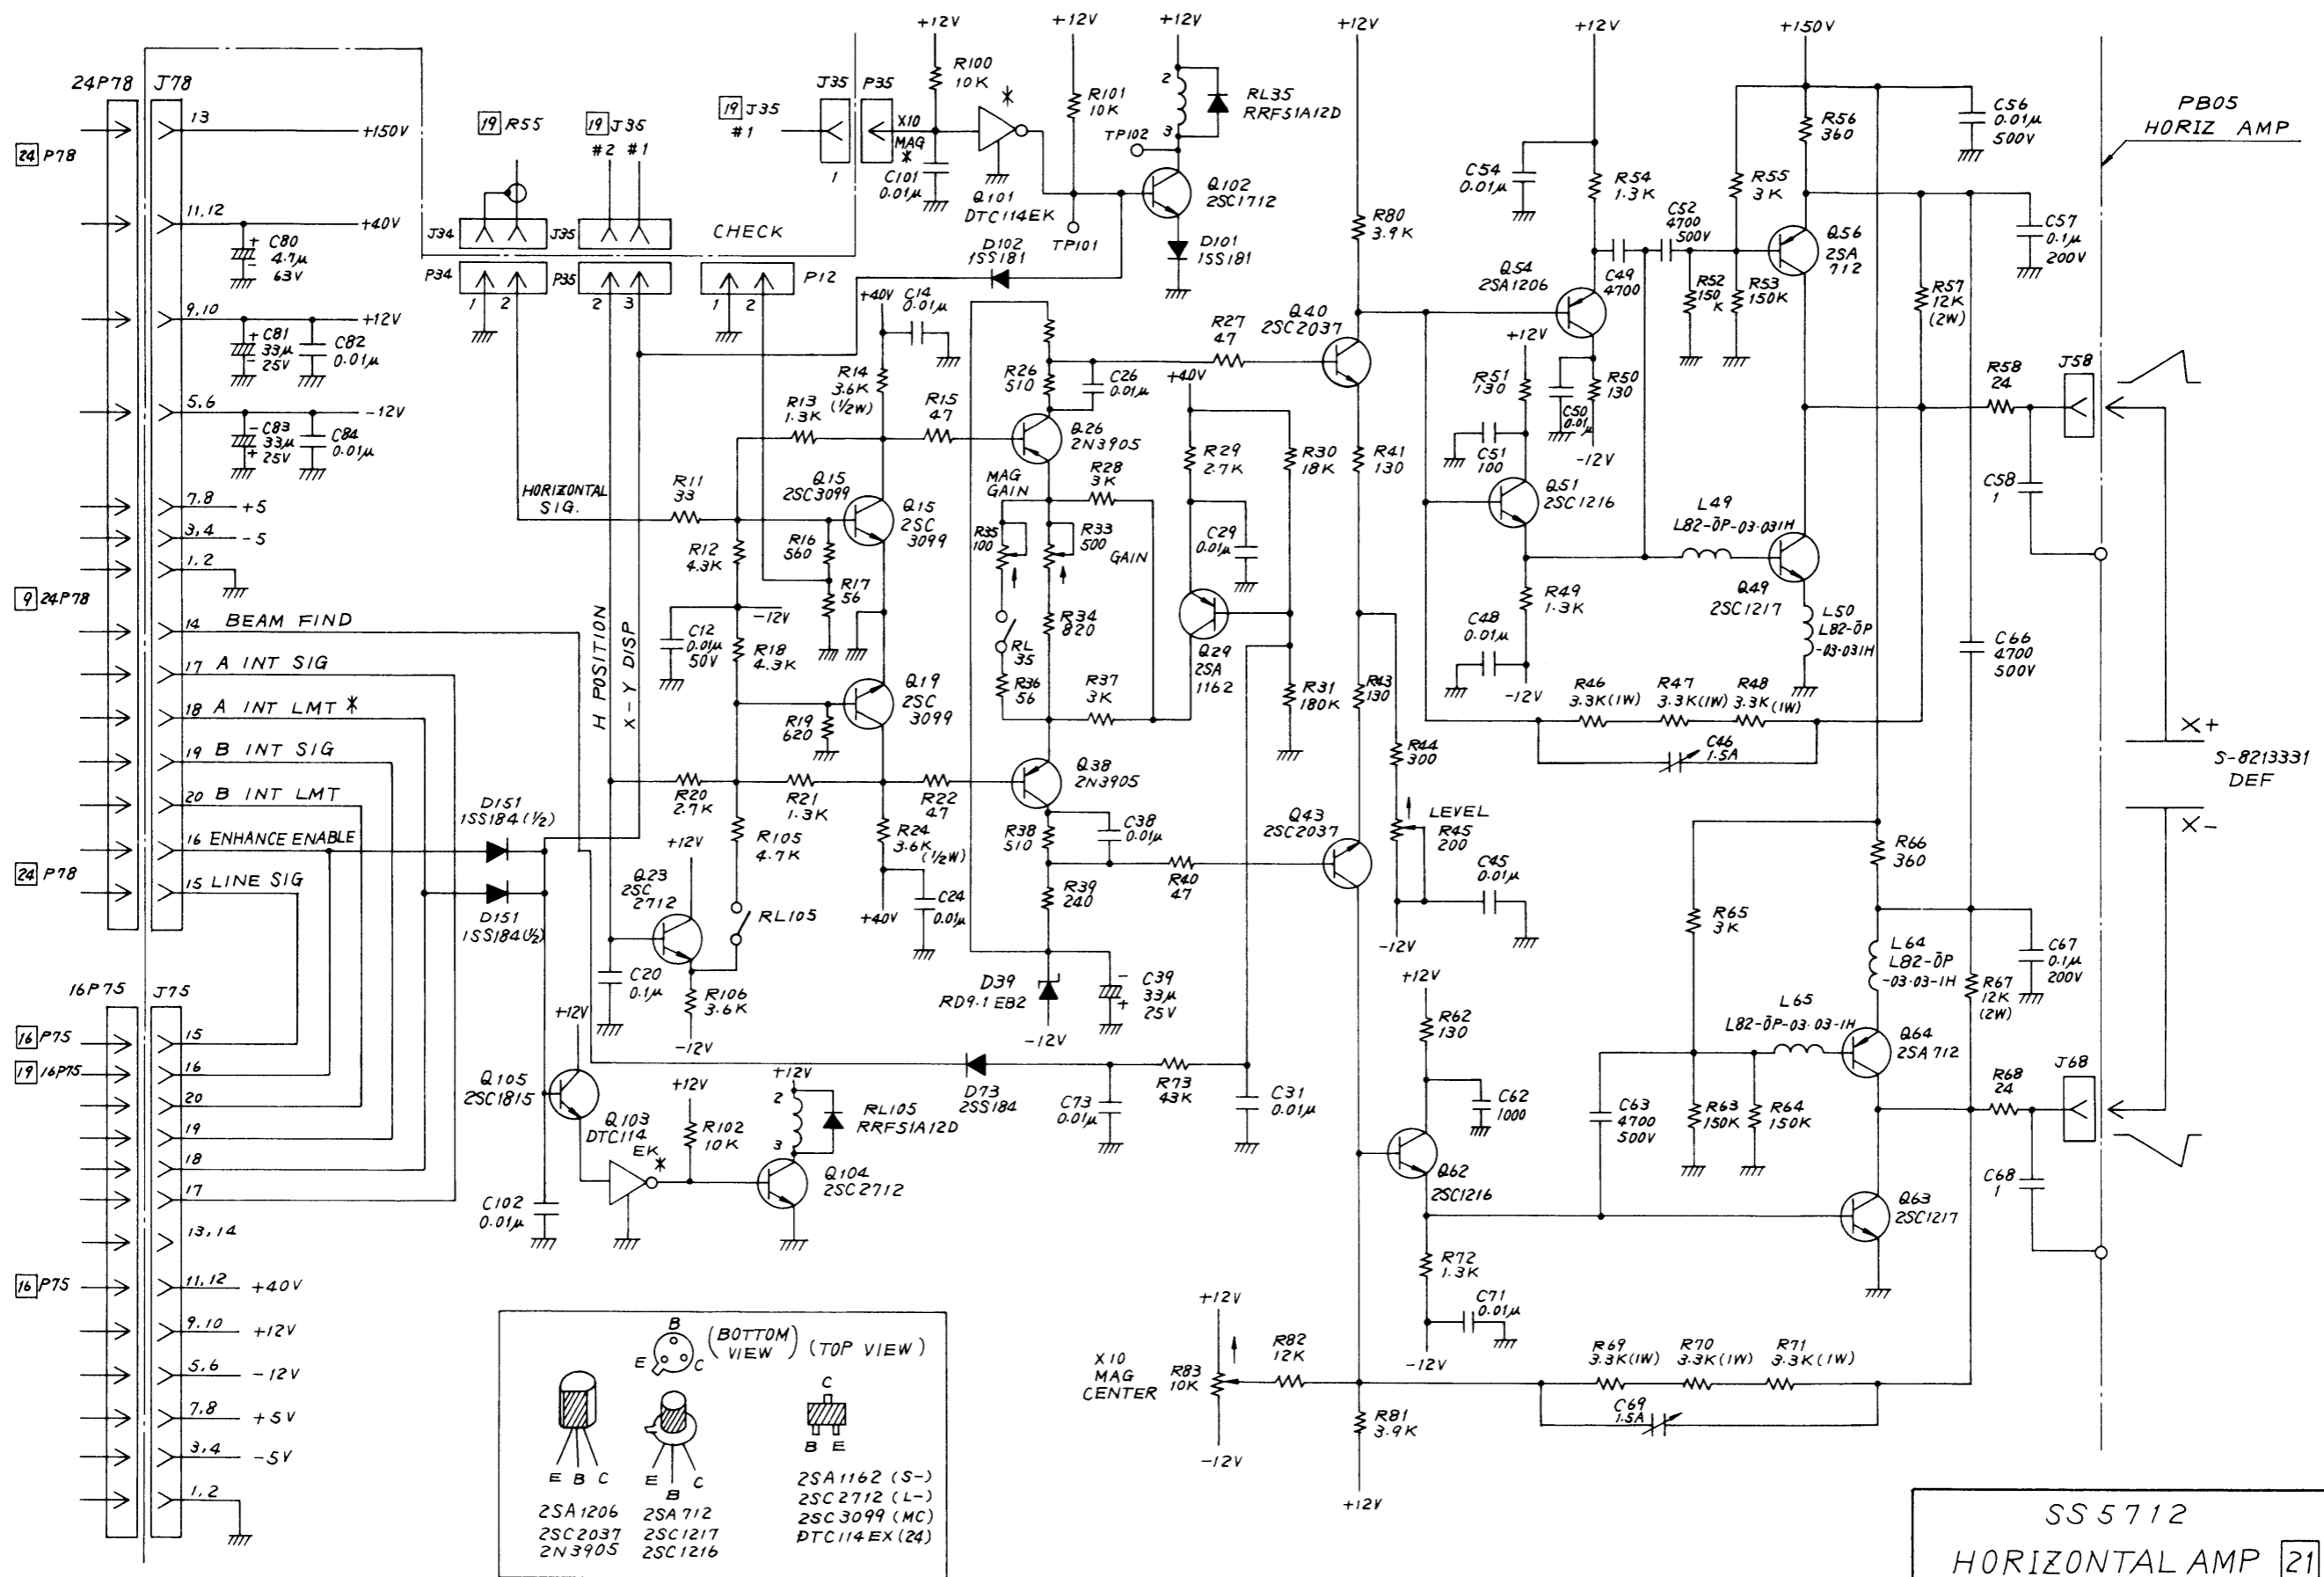 24P78
J78
13
+150V
24 P78
11,12
+40V
+ C80
4.7μ
- 63V
9,10
+12V
+ C81
33μ
- 25V
C82
0.01μ
5,6
-12V
- C83
33μ
+ 25V
C84
0.01μ
7,8
+5
3,4
-5
1,2
9 24P78
14 BEAM FIND
17 A INT SIG
18 A INT LMT *
19 B INT SIG
20 B INT LMT
16 ENHANCE ENABLE
24 P78
15 LINE SIG
D151
1SS184 (1/2)
D151
1SS184 (1/2)
16P75
J75
16 P75
15
19 16P75
16
20
19
18
17
13,14
16 P75
11,12
+40V
9.10
+12V
5,6
-12V
7,8
+5V
3,4
-5V
1,2
19 R55
19 J35
#2 #1
J34
J35
CHECK
P34
1
2
P35
2
3
1
2
P12
19 J35
#1
J35
P35
1
X10
MAG
*
+12V
R100
10K
C101
0.01μ
*
Q101
DTC114EK
+12V
R101
10K
TP101
TP102
+12V
2
3
RL35
RRF51A12D
Q102
2SC1712
D101
1SS181
D102
1SS181
+40V
C14
0.01μ
R14
3.6K
(1/2W)
R13
1.3K
R15
47
Q15
2SC3099
Q15
2SC
3099
HORIZONTAL
SIG.
R11
33
R12
4.3K
R16
560
R17
56
C12
0.01μ
50V
-12V
R18
4.3K
Q19
2SC
3099
R19
620
H POSITION
X-Y DISP
R20
2.7K
R21
1.3K
R22
47
R24
3.6K
(1/2W)
+40V
C24
0.01μ
R105
4.7K
RL105
+12V
Q23
2SC
2712
C20
0.1μ
R106
3.6K
-12V
+12V
Q105
2SC1815
Q103
DTC114
EK
*
C102
0.01μ
+12V
R102
10K
+12V
2
3
RL105
RRF51A12D
Q104
2SC2712
D73
2SS184
C73
0.01μ
R73
43K
C31
0.01μ
R26
510
C26
0.01μ
Q26
2N3905
MAG
GAIN
R28
3K
R35
100
R33
500
GAIN
RL
35
R34
820
R36
56
R37
3K
Q38
2N3905
R38
510
C38
0.01μ
R39
240
R40
47
D39
RD9.1 EB2
-12V
- C39
33μ
+ 25V
R27
47
+40V
R29
2.7K
R30
18K
C29
0.01μ
Q29
2SA
1162
R31
180K
+12V
R80
3.9K
Q40
2SC2037
R41
130
R43
130
R44
300
LEVEL
R45
200
-12V
C45
0.01μ
Q43
2SC2037
+12V
C54
0.01μ
R54
1.3K
Q54
2SA1206
C49
4700
C52
4700
500V
R52
150
K
R53
150K
+12V
R51
130
C50
0.01μ
R50
130
-12V
C51
100
Q51
2SC1216
R49
1.3K
C48
0.01μ
-12V
L49
L82-ōP-03.031H
Q49
2SC1217
L50
L82-ōP
-03-031H
R46
3.3K(1W)
R47
3.3K(1W)
R48
3.3K(1W)
C46
1.5A
+150V
R56
360
R55
3K
Q56
2SA
712
C56
0.01μ
500V
C57
0.1μ
200V
R57
12K
(2W)
R58
24
J58
C58
1
PB05
HORIZ AMP
C66
4700
500V
X+
S-8213331
DEF
X-
R66
360
R65
3K
L64
L82-ōP
-03-03-1H
C67
0.1μ
200V
R67
12K
(2W)
L65
L82-ōP-03.03-1H
Q64
2SA712
R68
24
J68
C68
1
C63
4700
500V
R63
150K
R64
150K
Q63
2SC1217
+12V
R62
130
C62
1000
Q62
2SC1216
R72
1.3K
C71
0.01μ
-12V
R69
3.3K(1W)
R70
3.3K(1W)
R71
3.3K(1W)
C69
1.5A
X10
MAG
CENTER
+12V
R83
10K
-12V
R82
12K
R81
3.9K
+12V
B
E C
(BOTTOM VIEW)
(TOP VIEW)
C
B E
E B C
E B C
2SA1206
2SC2037
2N3905
2SA712
2SC1217
2SC1216
2SA1162 (S-)
2SC2712 (L-)
2SC3099 (MC)
DTC114EX (24)
SS5712
HORIZONTAL AMP 21